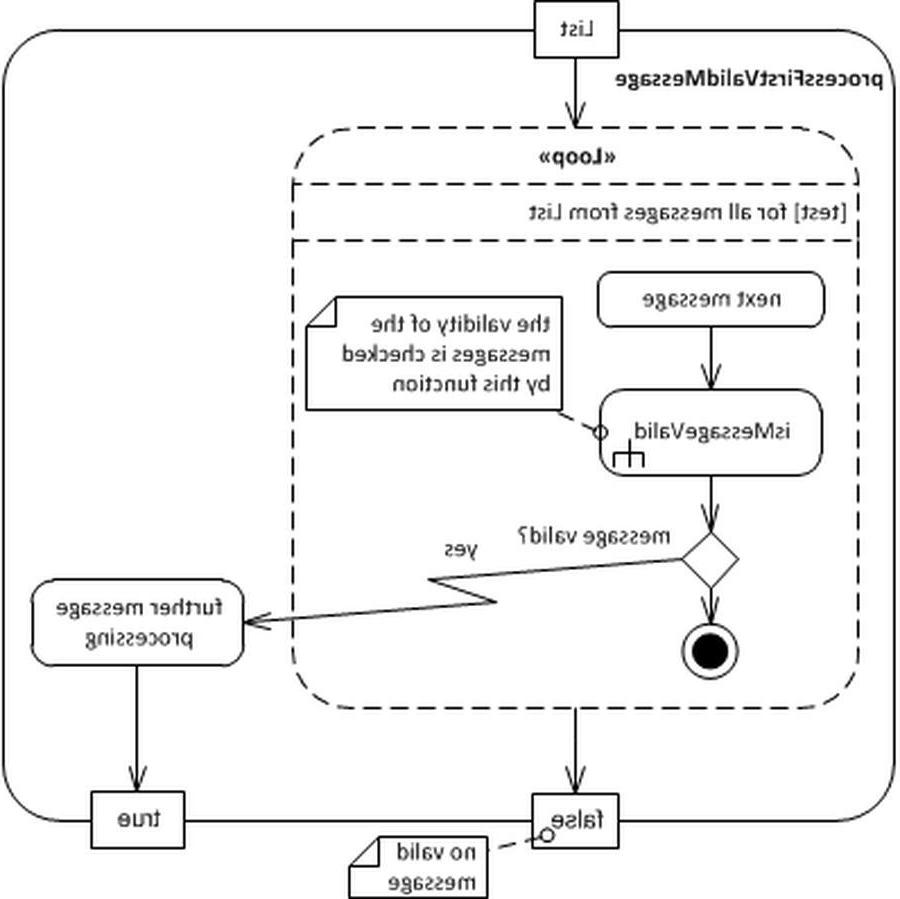 List
processFirstValidMessage
«Loop»
[test] for all messages from List
next message
the validity of the
messages is checked
by this function
isMessageValid
message valid?
yes
further message
processing
true
false
no valid
message